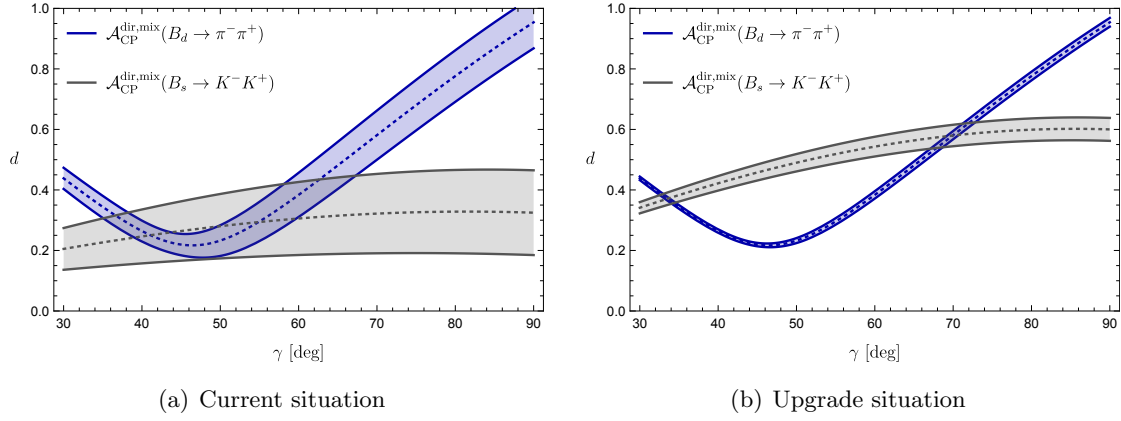 1.0
0.8
0.6
d
0.4
0.2
0.0
A_CP^dir,mix(B_d → π⁻π⁺)
A_CP^dir,mix(B_s → K⁻K⁺)
30 40 50 60 70 80 90
γ [deg]
(a) Current situation
1.0
0.8
0.6
d
0.4
0.2
0.0
A_CP^dir,mix(B_d → π⁻π⁺)
A_CP^dir,mix(B_s → K⁻K⁺)
30 40 50 60 70 80 90
γ [deg]
(b) Upgrade situation